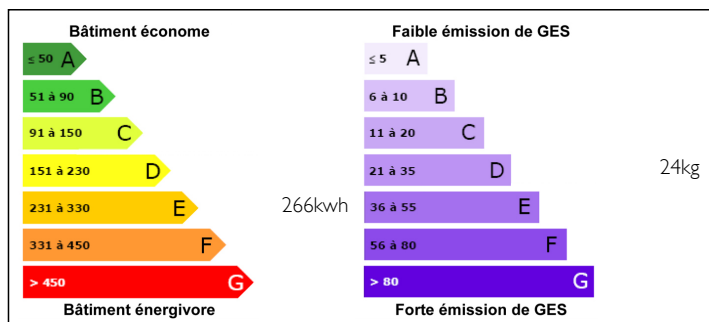 Bâtiment économe
≤ 50 A
51 à 90 B
91 à 150 C
151 à 230 D
231 à 330 E
331 à 450 F
> 450 G
Bâtiment énergivore
266kwh
Faible émission de GES
≤ 5 A
6 à 10 B
11 à 20 C
21 à 35 D
36 à 55 E
56 à 80 F
> 80 G
Forte émission de GES
24kg